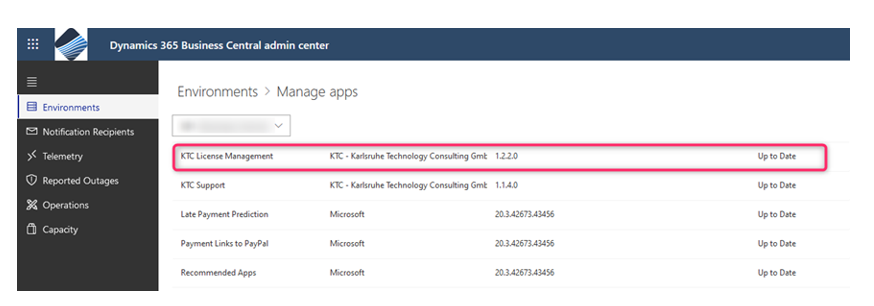 Dynamics 365 Business Central admin center
Environments
Notification Recipients
Telemetry
Reported Outages
Operations
Capacity
Environments > Manage apps
KTC License Management KTC - Karlsruhe Technology Consulting Gmb 1.2.2.0 Up to Date
KTC Support KTC - Karlsruhe Technology Consulting Gmb 1.1.4.0 Up to Date
Late Payment Prediction Microsoft 20.3.42673.43456 Up to Date
Payment Links to PayPal Microsoft 20.3.42673.43456 Up to Date
Recommended Apps Microsoft 20.3.42673.43456 Up to Date